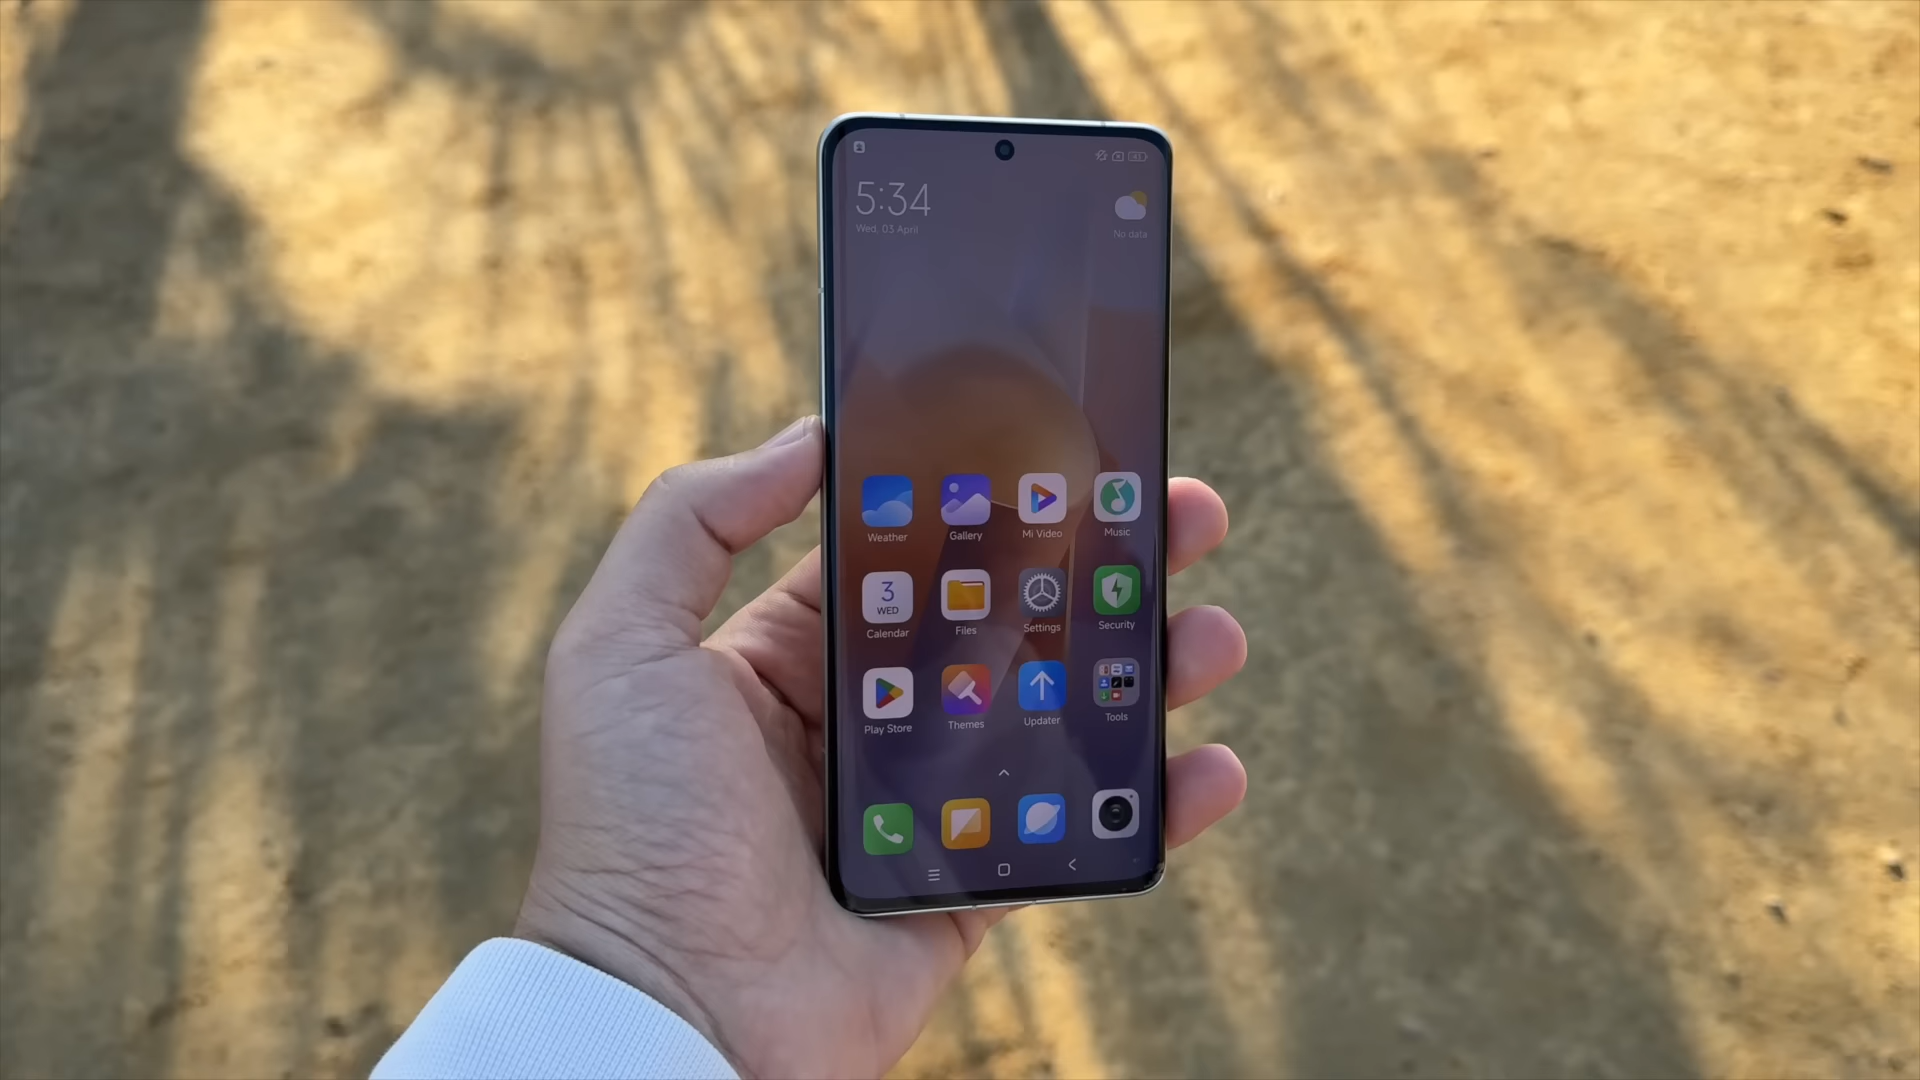 5:34
Wed, 03 April
No data
Weather
Gallery
Mi Video
Music
3
WED
Calendar
Files
Settings
Security
Play Store
Themes
Updater
Tools